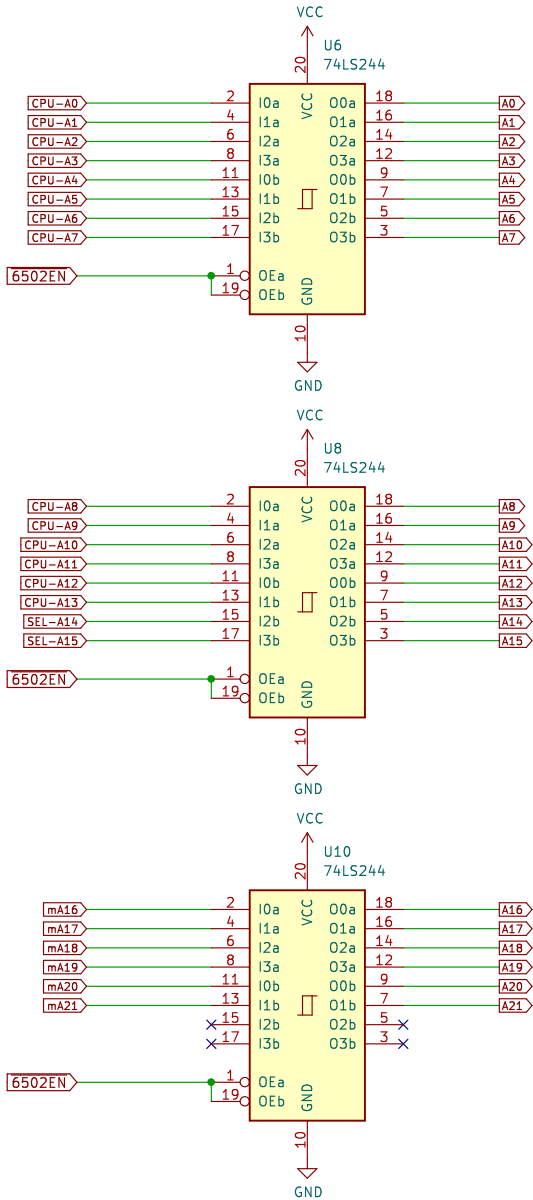 VCC
U6
74LS244
20
CPU-A0 2 I0a VCC O0a 18 A0
CPU-A1 4 I1a O1a 16 A1
CPU-A2 6 I2a O2a 14 A2
CPU-A3 8 I3a O3a 12 A3
CPU-A4 11 I0b O0b 9 A4
CPU-A5 13 I1b O1b 7 A5
CPU-A6 15 I2b O2b 5 A6
CPU-A7 17 I3b O3b 3 A7
6502EN 1 OEa
19 OEb GND
10
GND
VCC
U8
74LS244
20
CPU-A8 2 I0a VCC O0a 18 A8
CPU-A9 4 I1a O1a 16 A9
CPU-A10 6 I2a O2a 14 A10
CPU-A11 8 I3a O3a 12 A11
CPU-A12 11 I0b O0b 9 A12
CPU-A13 13 I1b O1b 7 A13
SEL-A14 15 I2b O2b 5 A14
SEL-A15 17 I3b O3b 3 A15
6502EN 1 OEa
19 OEb GND
10
GND
VCC
U10
74LS244
20
mA16 2 I0a VCC O0a 18 A16
mA17 4 I1a O1a 16 A17
mA18 6 I2a O2a 14 A18
mA19 8 I3a O3a 12 A19
mA20 11 I0b O0b 9 A20
mA21 13 I1b O1b 7 A21
15 I2b O2b 5
17 I3b O3b 3
6502EN 1 OEa
19 OEb GND
10
GND